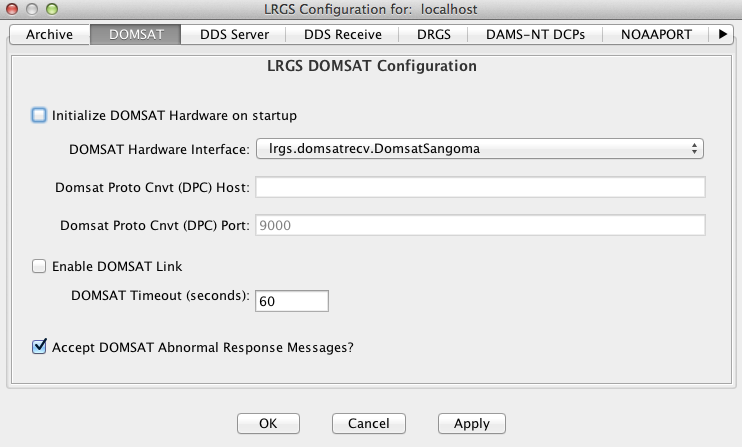 LRGS Configuration for: localhost
Archive DOMSAT DDS Server DDS Receive DRGS DAMS-NT DCPs NOAAPORT
LRGS DOMSAT Configuration
Initialize DOMSAT Hardware on startup
DOMSAT Hardware Interface: lrgs.domsatrecv.DomsatSangoma
Domsat Proto Cnvt (DPC) Host:
Domsat Proto Cnvt (DPC) Port: 9000
Enable DOMSAT Link
DOMSAT Timeout (seconds): 60
Accept DOMSAT Abnormal Response Messages?
OK Cancel Apply